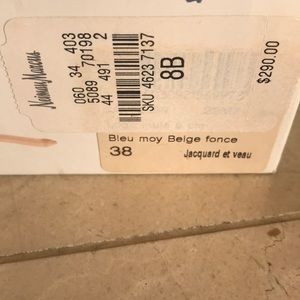 Neiman Marcus
060 34 403
5089 70198
44 491 2
SKU 4623 7137
8B
$290.00
Bleu moy Beige fonce
38 Jacquard et veau